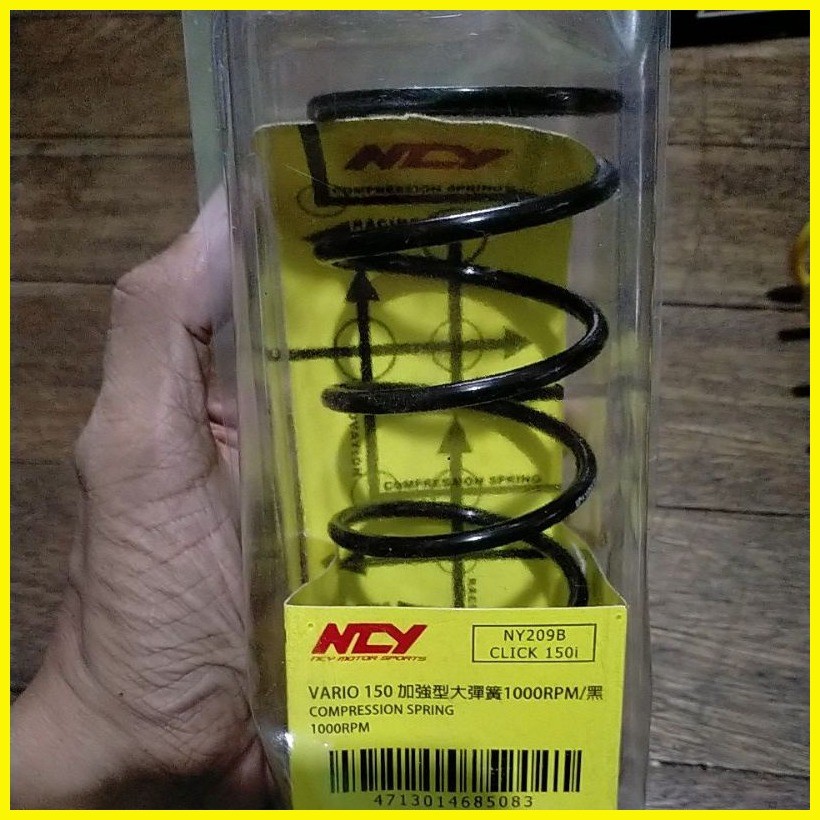 NCY
COMPRESSION SPRING
RACING
COMPRESSION SPRING
NCY
NCY MOTOR SPORTS
NY209B
CLICK 150i
VARIO 150 加強型大彈簧1000RPM/黑
COMPRESSION SPRING
1000RPM
4713014685083